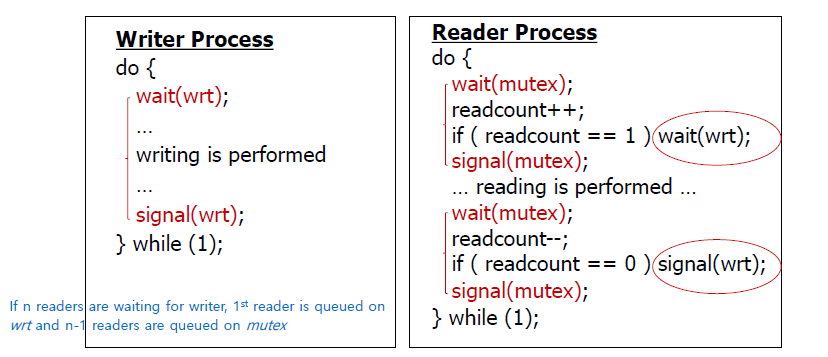 Writer Process
do {
wait(wrt);
...
writing is performed
...
signal(wrt);
} while (1);
If n readers are waiting for writer, 1st reader is queued on
wrt and n-1 readers are queued on mutex
Reader Process
do {
wait(mutex);
readcount++;
if ( readcount == 1 ) wait(wrt);
signal(mutex);
... reading is performed ...
wait(mutex);
readcount--;
if ( readcount == 0 ) signal(wrt);
signal(mutex);
} while (1);